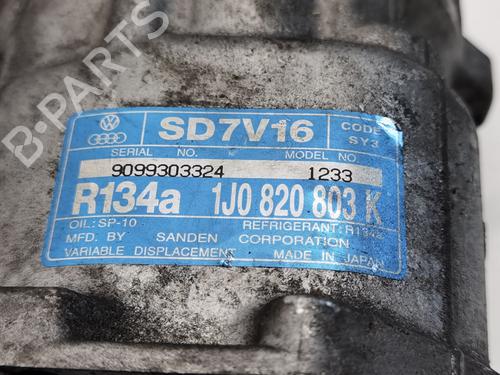 B-PARTS
SD7V16
CODE
SY3
SERIAL NO.
MODEL NO.
9099303324
1233
R134a
1J0 820 803 K
OIL: SP-10
REFRIGERANT: R134a
MFD. BY SANDEN CORPORATION
VARIABLE DISPLACEMENT
MADE IN JAPAN